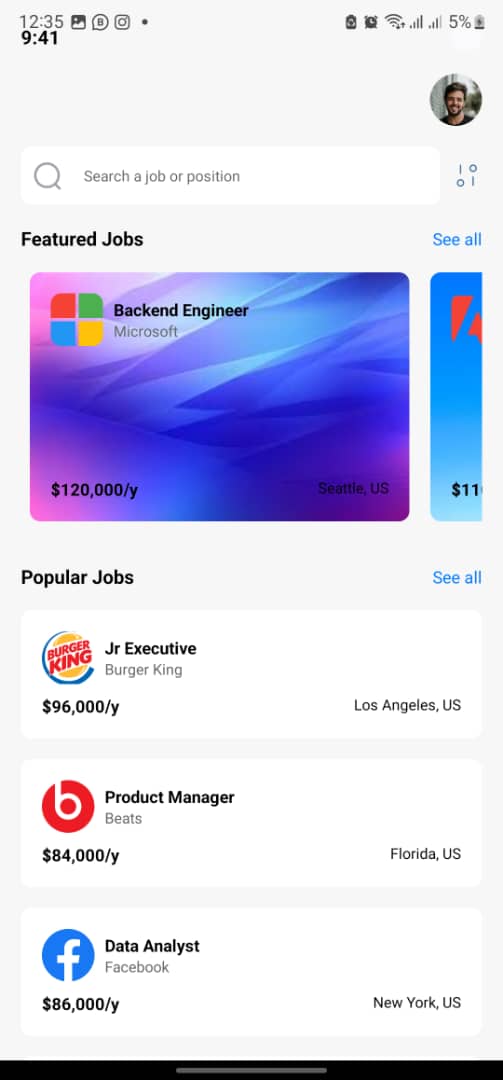 12:35
5%
9:41
Search a job or position
Featured Jobs
See all
Backend Engineer
Microsoft
$120,000/y
Seattle, US
$11
Popular Jobs
See all
BURGER
KING
Jr Executive
Burger King
$96,000/y
Los Angeles, US
Product Manager
Beats
$84,000/y
Florida, US
Data Analyst
Facebook
$86,000/y
New York, US